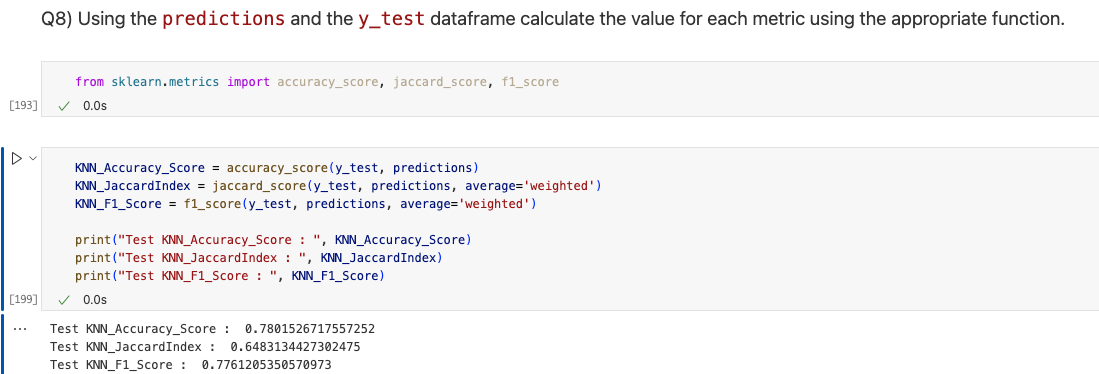 Q8) Using the predictions and the y_test dataframe calculate the value for each metric using the appropriate function.
from sklearn.metrics import accuracy_score, jaccard_score, f1_score
[193]
0.0s
KNN_Accuracy_Score = accuracy_score(y_test, predictions)
KNN_JaccardIndex = jaccard_score(y_test, predictions, average='weighted')
KNN_F1_Score = f1_score(y_test, predictions, average='weighted')
print("Test KNN_Accuracy_Score : ", KNN_Accuracy_Score)
print("Test KNN_JaccardIndex : ", KNN_JaccardIndex)
print("Test KNN_F1_Score : ", KNN_F1_Score)
[199]
0.0s
... Test KNN_Accuracy_Score :  0.7801526717557252
Test KNN_JaccardIndex :  0.6483134427302475
Test KNN_F1_Score :  0.7761205350570973